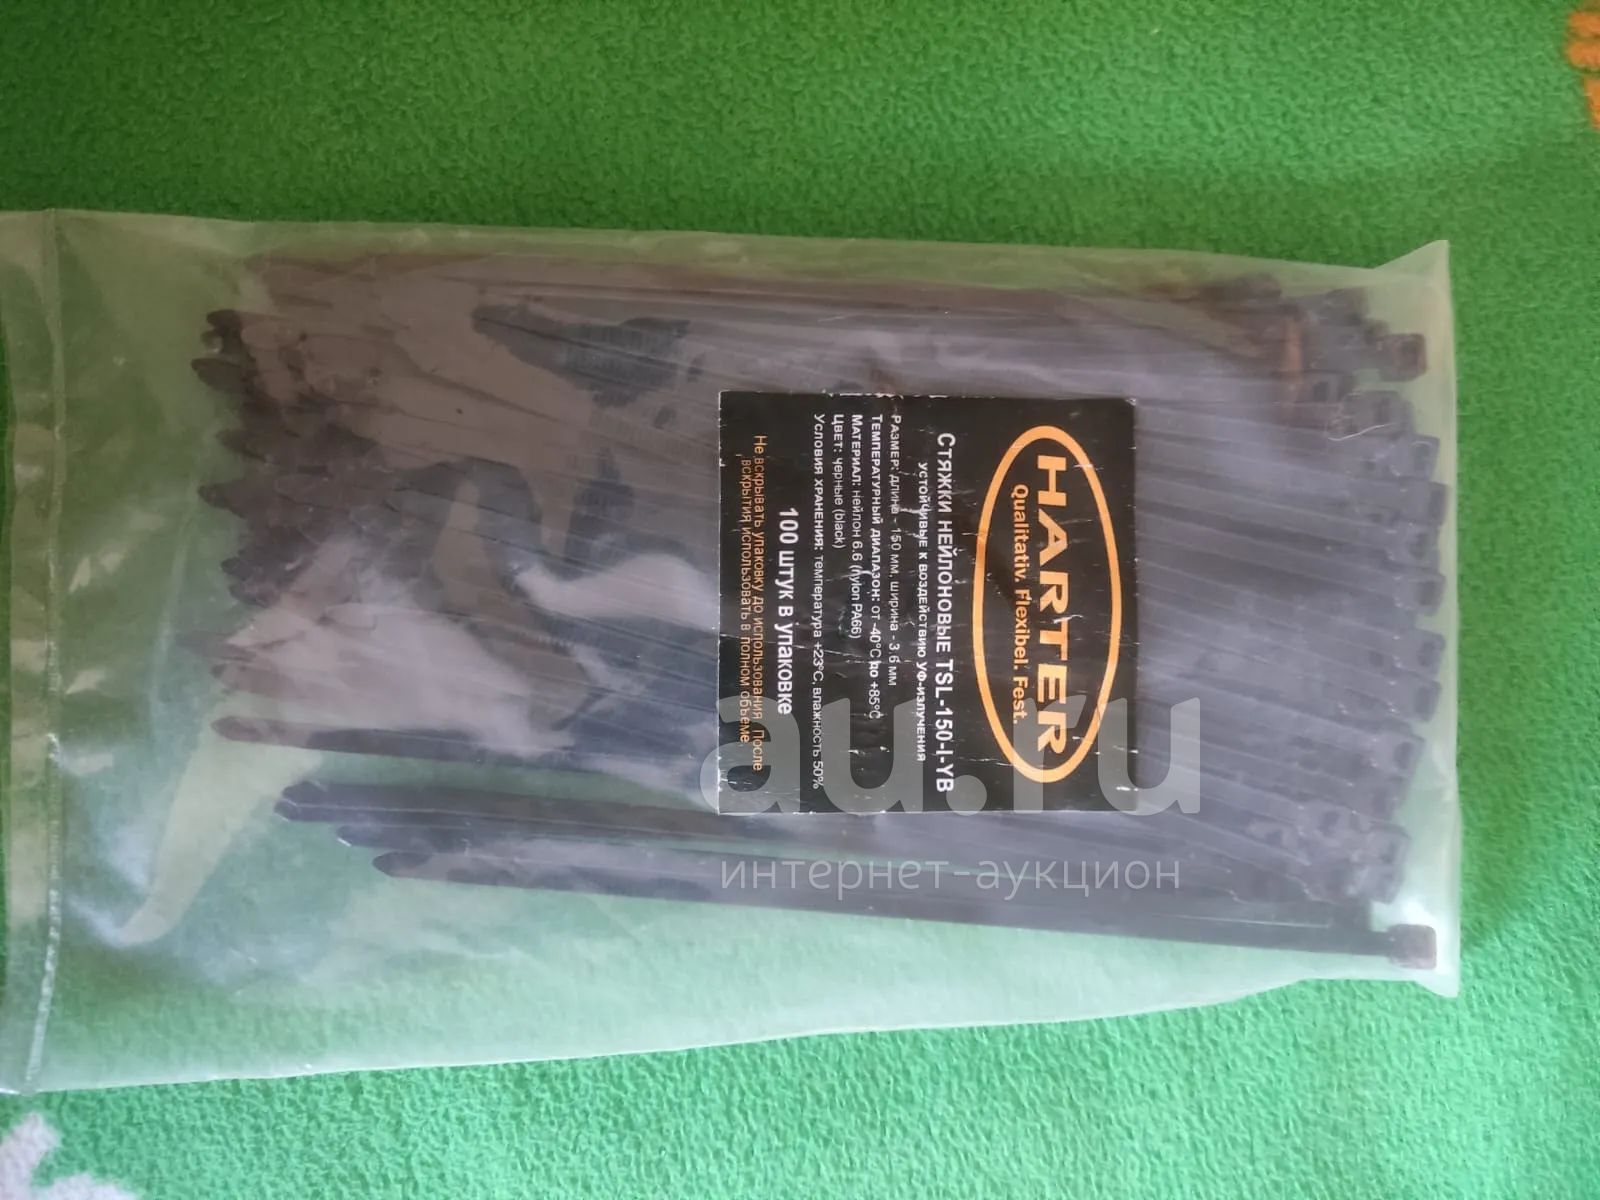 HARTER
Qualitativ. Flexibel. Fest.
Стяжки нейлоновые TSL-150-I-YB
устойчивые к воздействию УФ-излучения
Размер: длина - 150 мм, ширина - 3.6 мм
Температурный диапазон: от -40°C до +85°C
Материал: нейлон 6.6 (nylon PA66)
Цвет: черные (black)
Условия хранения: температура +23°C, влажность 50%
100 штук в упаковке
Не вскрывать упаковку до использования. После
вскрытия использовать в полном объеме.
au.ru
интернет-аукцион